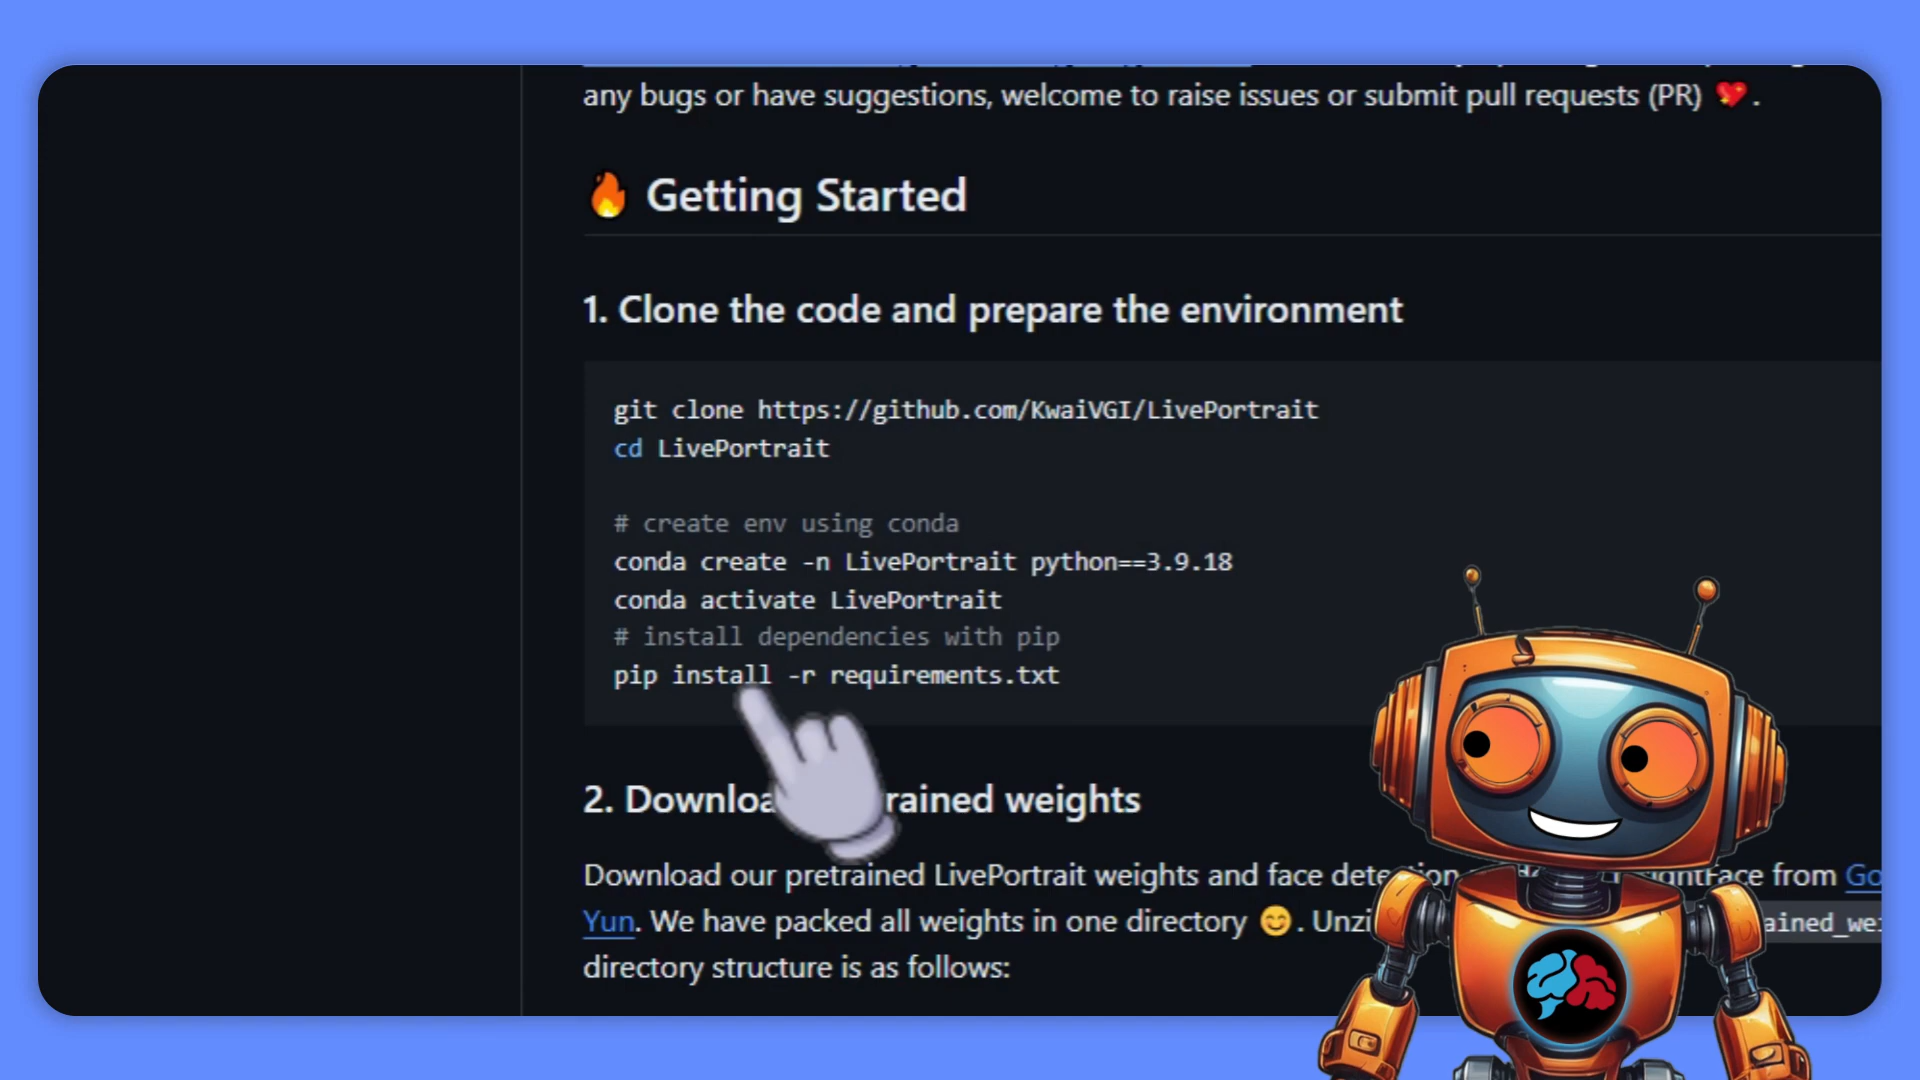 any bugs or have suggestions, welcome to raise issues or submit pull requests (PR) 💖.
🔥 Getting Started
1. Clone the code and prepare the environment
git clone https://github.com/KwaiVGI/LivePortrait
cd LivePortrait
# create env using conda
conda create -n LivePortrait python==3.9.18
conda activate LivePortrait
# install dependencies with pip
pip install -r requirements.txt
2. Downloa rained weights
Download our pretrained LivePortrait weights and face detection from Go
Yun. We have packed all weights in one directory 😊. Unzi ained_wei
directory structure is as follows: